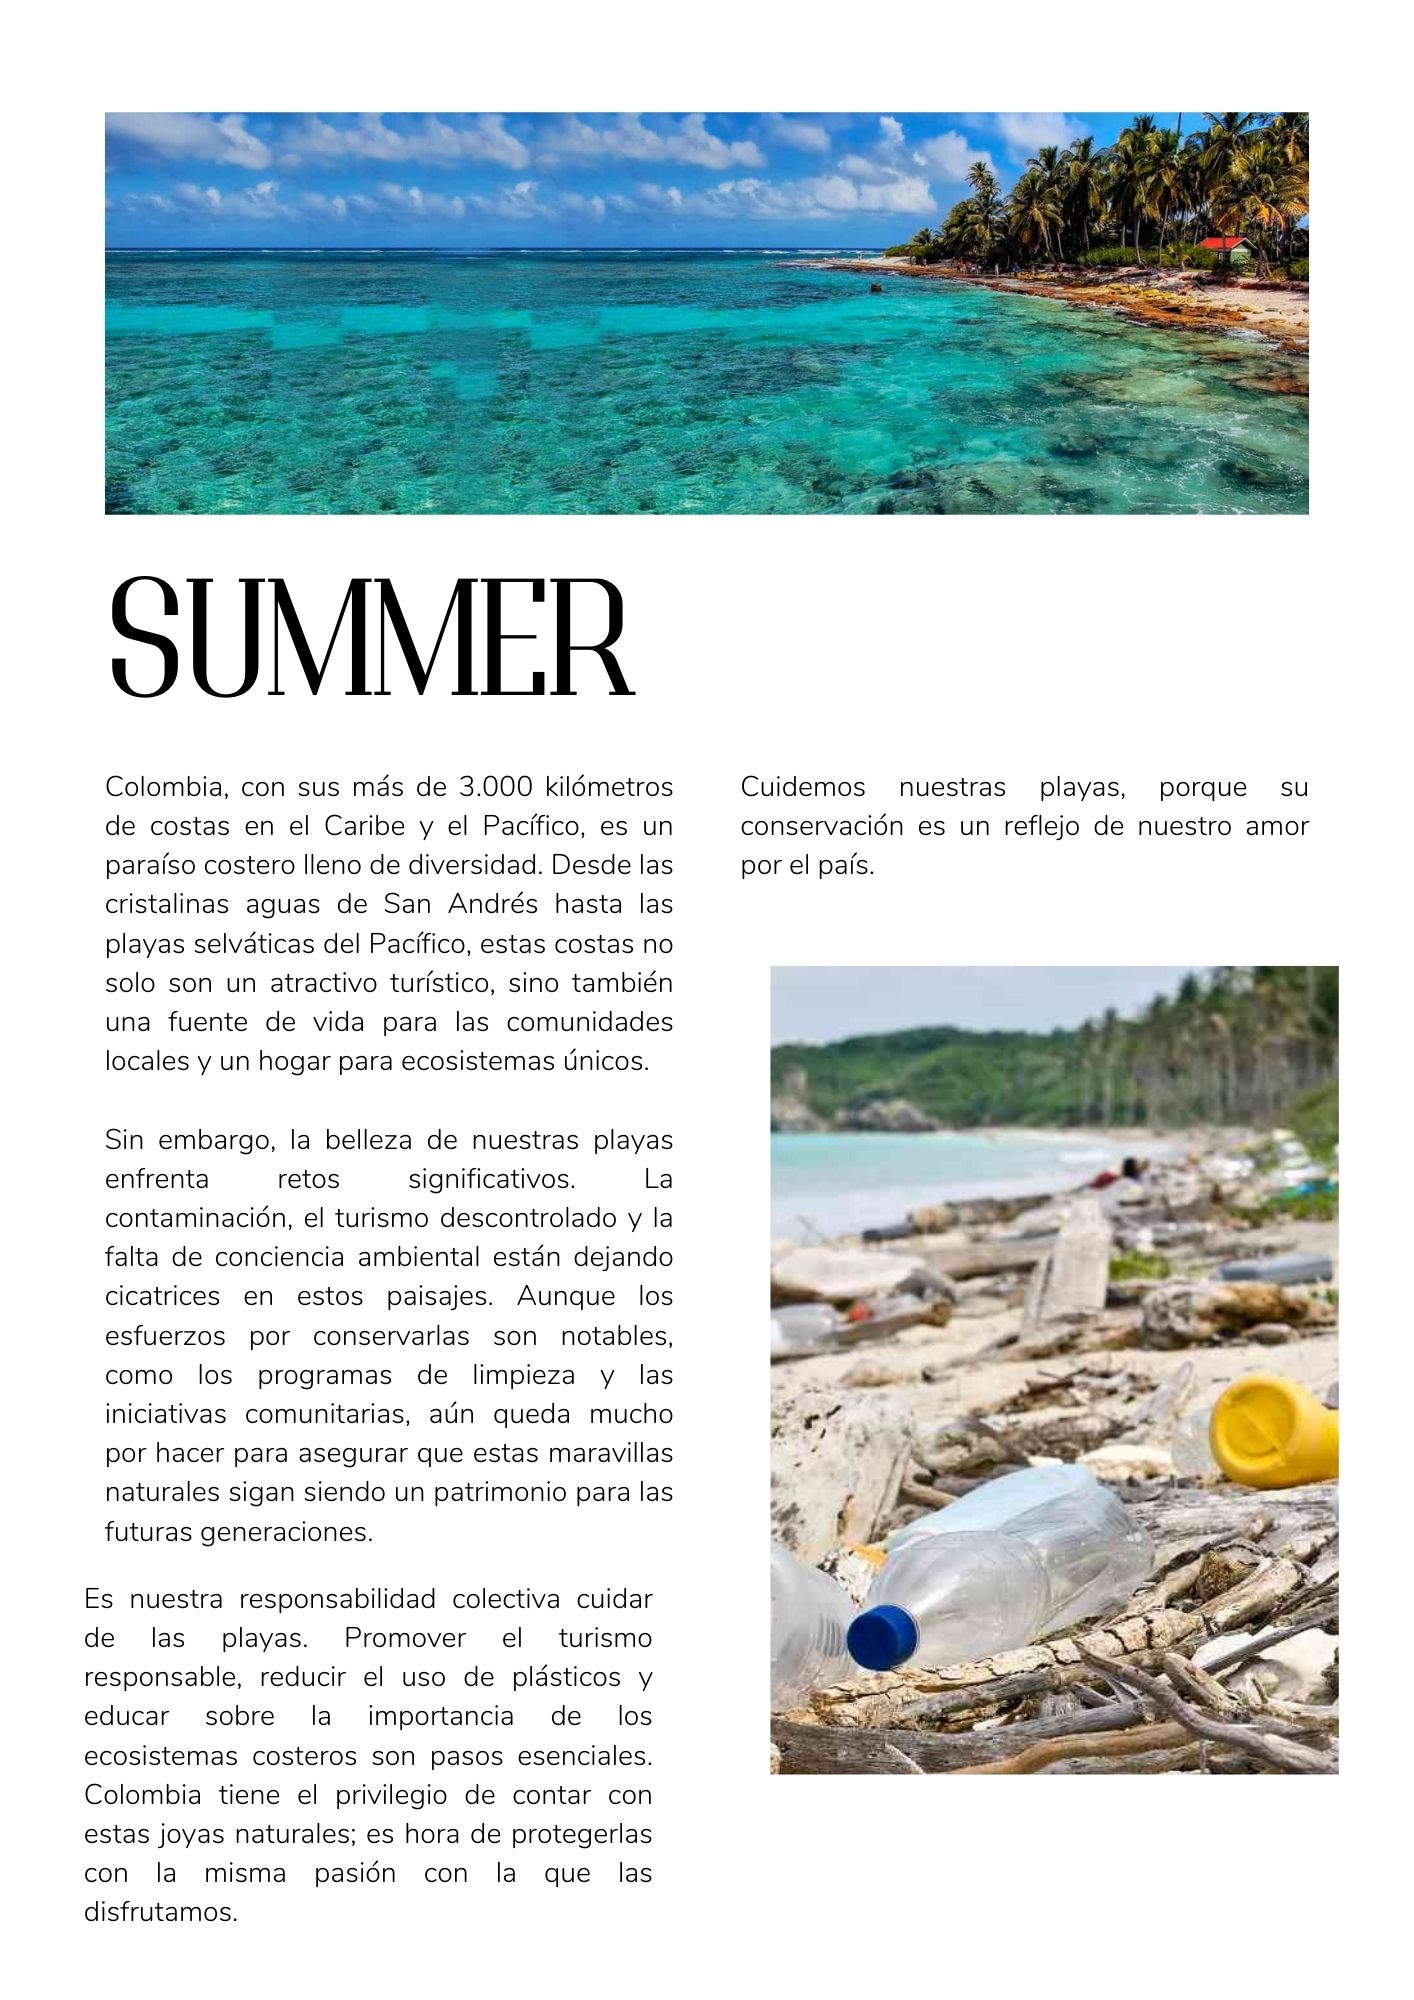 SUMMER
Colombia, con sus más de 3.000 kilómetros
de costas en el Caribe y el Pacífico, es un
paraíso costero lleno de diversidad. Desde las
cristalinas aguas de San Andrés hasta las
playas selváticas del Pacífico, estas costas no
solo son un atractivo turístico, sino también
una fuente de vida para las comunidades
locales y un hogar para ecosistemas únicos.
Sin embargo, la belleza de nuestras playas
enfrenta retos significativos. La
contaminación, el turismo descontrolado y la
falta de conciencia ambiental están dejando
cicatrices en estos paisajes. Aunque los
esfuerzos por conservarlas son notables,
como los programas de limpieza y las
iniciativas comunitarias, aún queda mucho
por hacer para asegurar que estas maravillas
naturales sigan siendo un patrimonio para las
futuras generaciones.
Es nuestra responsabilidad colectiva cuidar
de las playas. Promover el turismo
responsable, reducir el uso de plásticos y
educar sobre la importancia de los
ecosistemas costeros son pasos esenciales.
Colombia tiene el privilegio de contar con
estas joyas naturales; es hora de protegerlas
con la misma pasión con la que las
disfrutamos.
Cuidemos nuestras playas, porque su
conservación es un reflejo de nuestro amor
por el país.